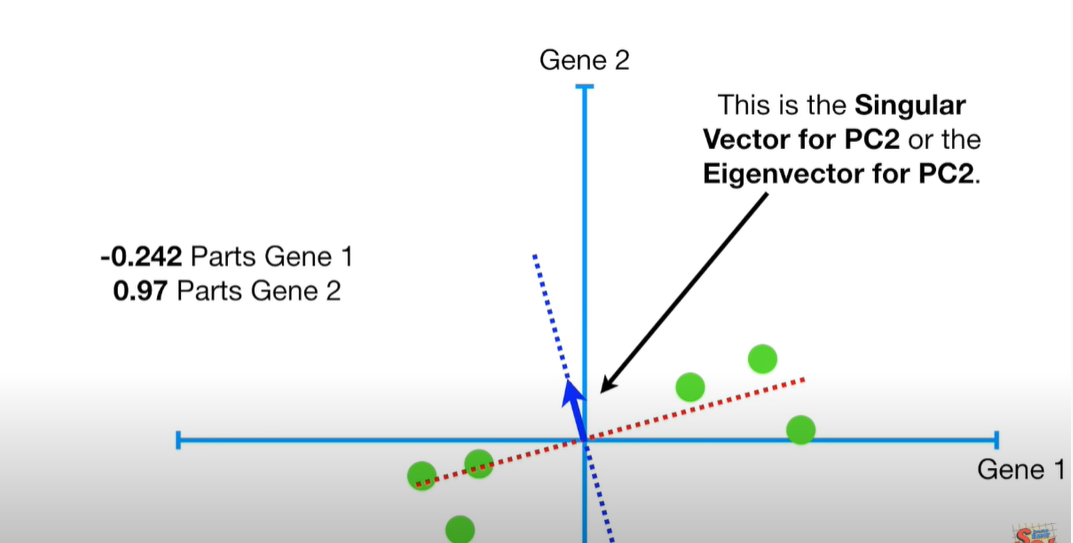 Gene 2
This is the Singular
Vector for PC2 or the
Eigenvector for PC2.
-0.242 Parts Gene 1
0.97 Parts Gene 2
Gene 1